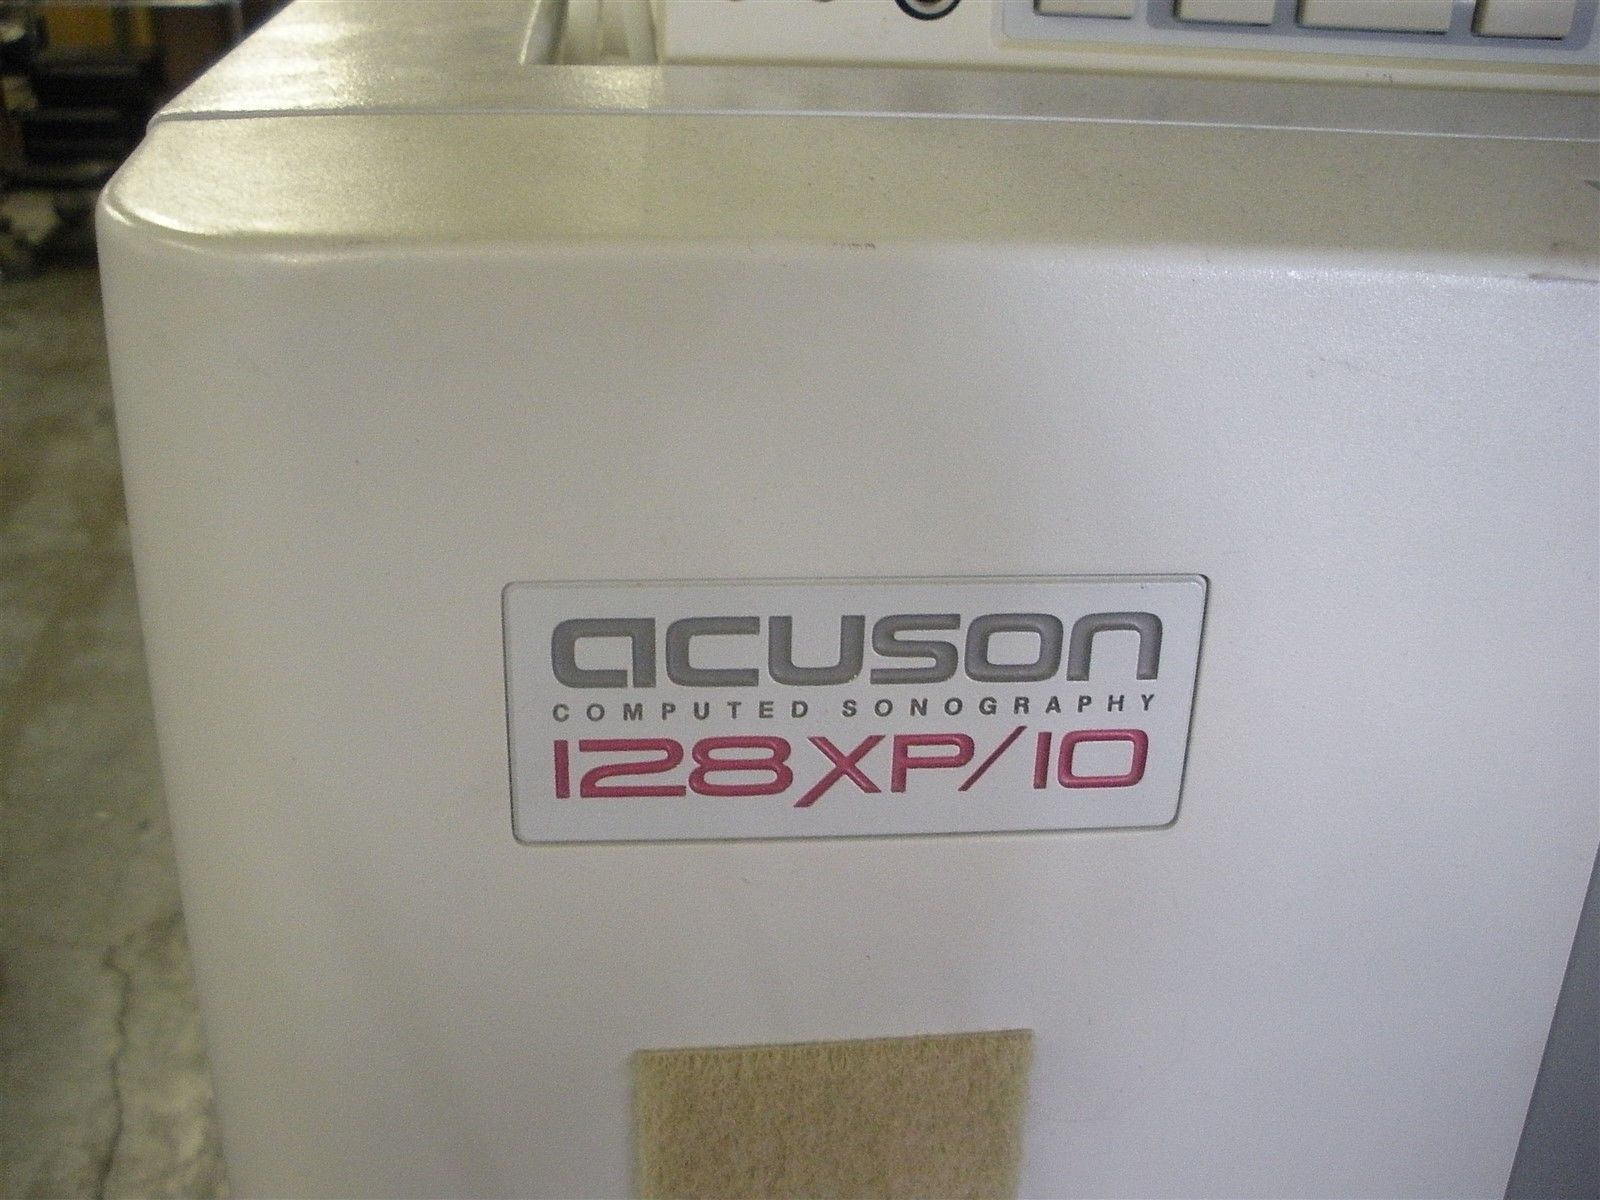 acuson
COMPUTED SONOGRAPHY
128XP/10